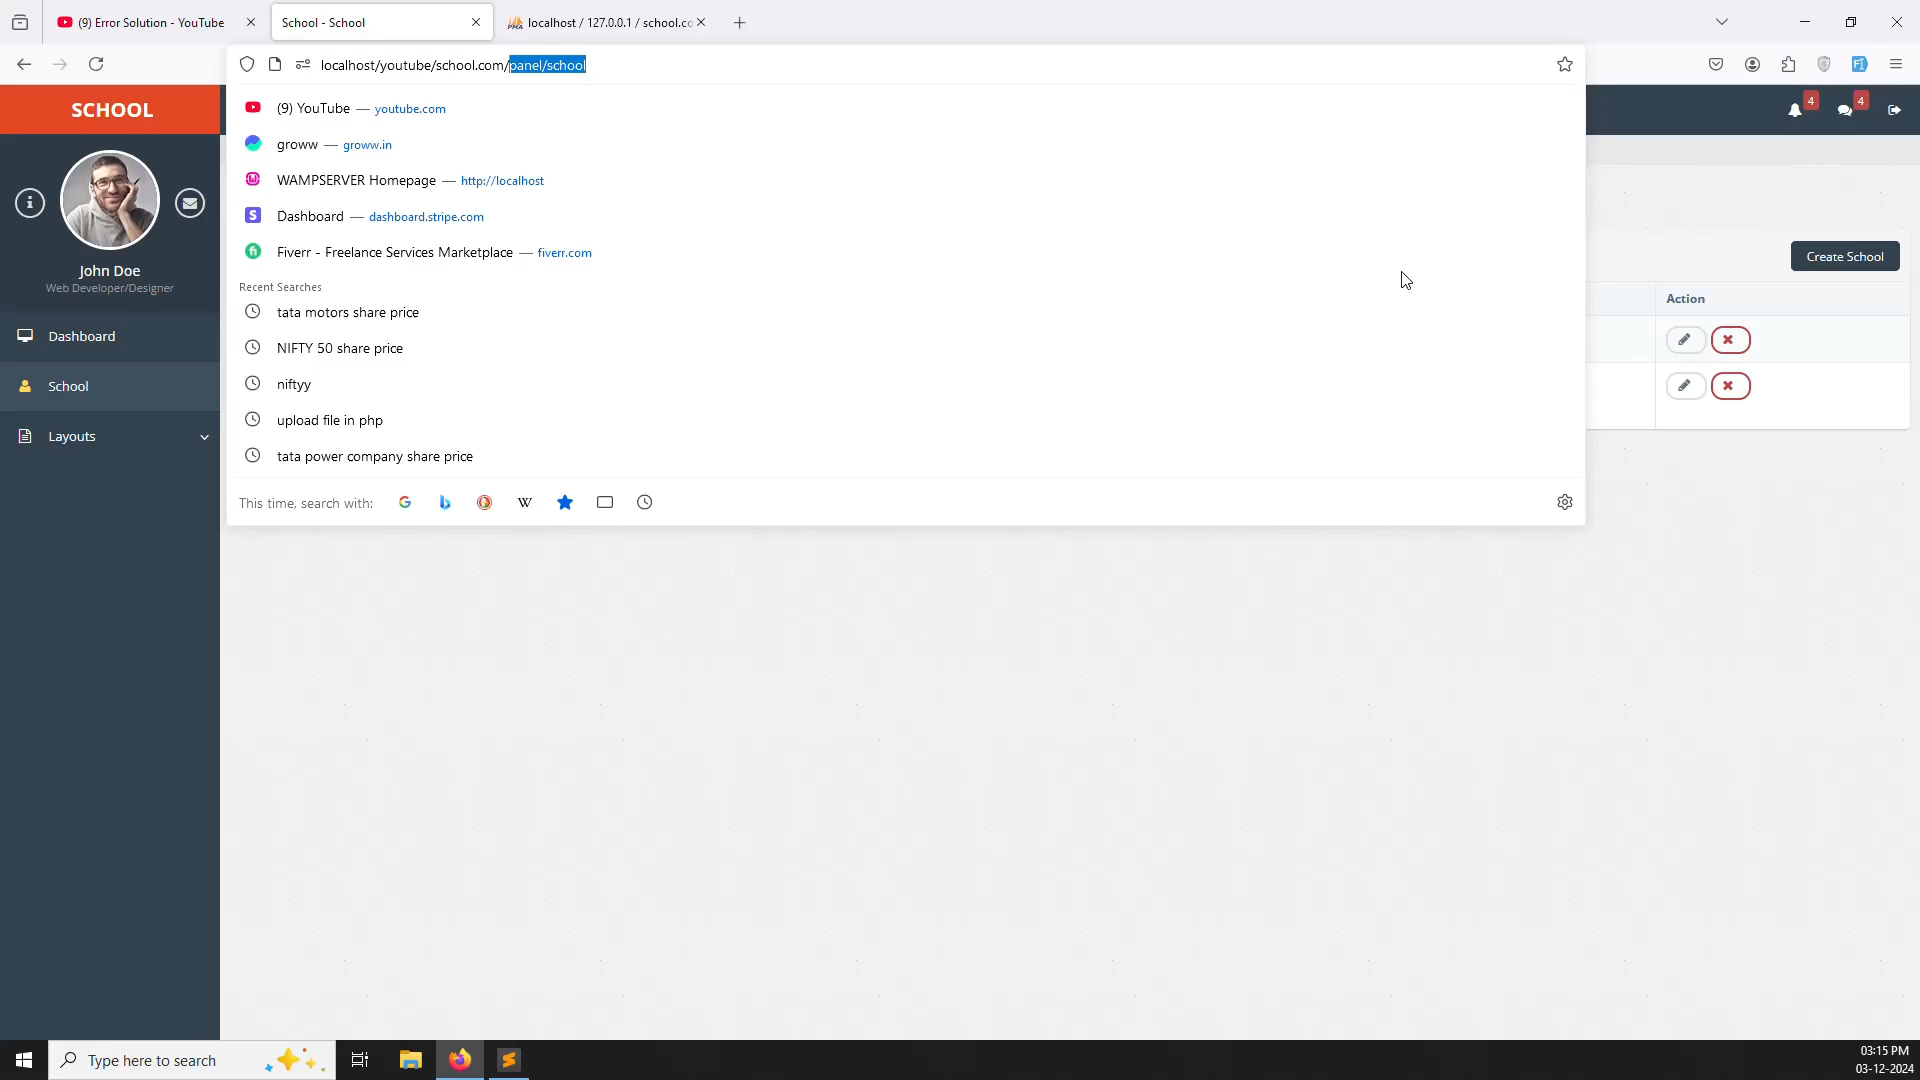 (9) Error Solution - YouTube
School - School
localhost / 127.0.0.1 / school.cc
localhost/youtube/school.com/panel/school
SCHOOL
4
4
(9) YouTube — youtube.com
groww — groww.in
WAMPSERVER Homepage — http://localhost
Dashboard — dashboard.stripe.com
Fiverr - Freelance Services Marketplace — fiverr.com
Recent Searches
tata motors share price
NIFTY 50 share price
niftyy
upload file in php
tata power company share price
This time, search with:
John Doe
Web Developer/Designer
Dashboard
School
Layouts
Create School
Action
Type here to search
03:15 PM
03-12-2024